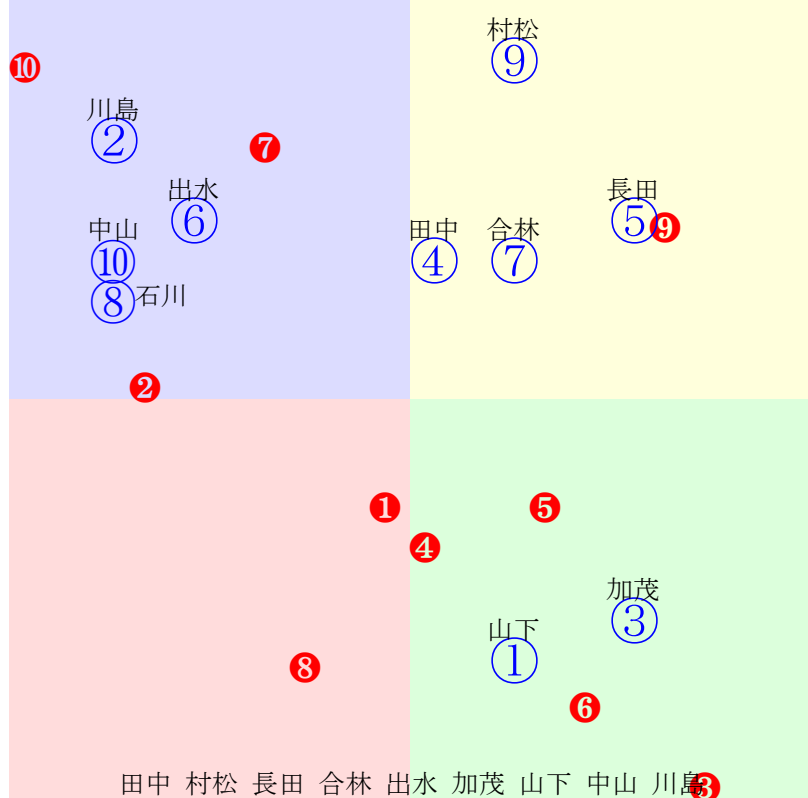 村松
⑨
❿
川島
②
❼
出水
⑥
長田
⑤
❾
中山
⑩
田中
④
合林
⑦
⑧
石川
❷
❶
❺
❹
加茂
③
山下
①
❽
❻
田中 村松 長田 合林 出水 加茂 山下 中山 川島
❸